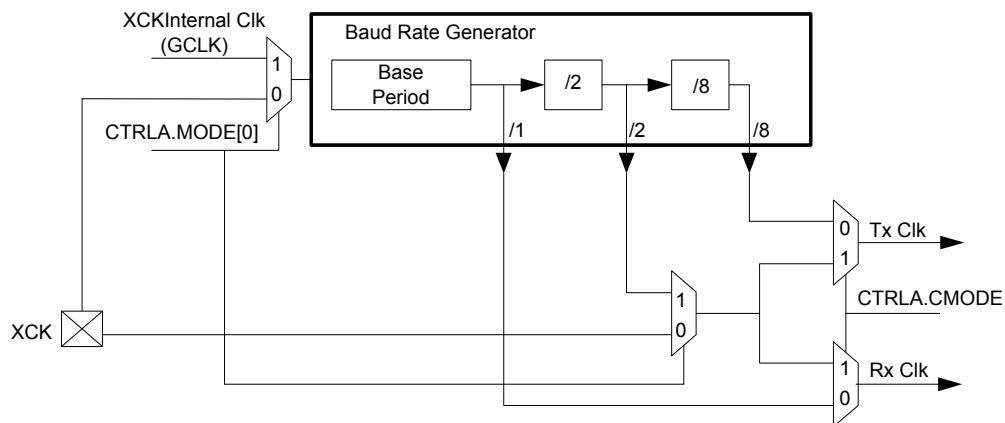 XCKInternal Clk
(GCLK)
Baud Rate Generator
1
0
Base
Period
/2
/8
CTRLA.MODE[0]
/1
/2
/8
0
1
Tx Clk
1
0
CTRLA.CMODE
XCK
1
0
Rx Clk